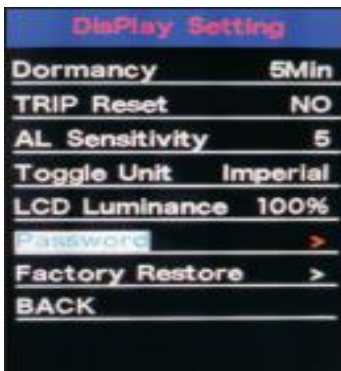 DisPlay Setting
Dormancy 5Min
TRIP Reset NO
AL Sensitivity 5
Toggle Unit Imperial
LCD Luminance 100%
Password >
Factory Restore >
BACK